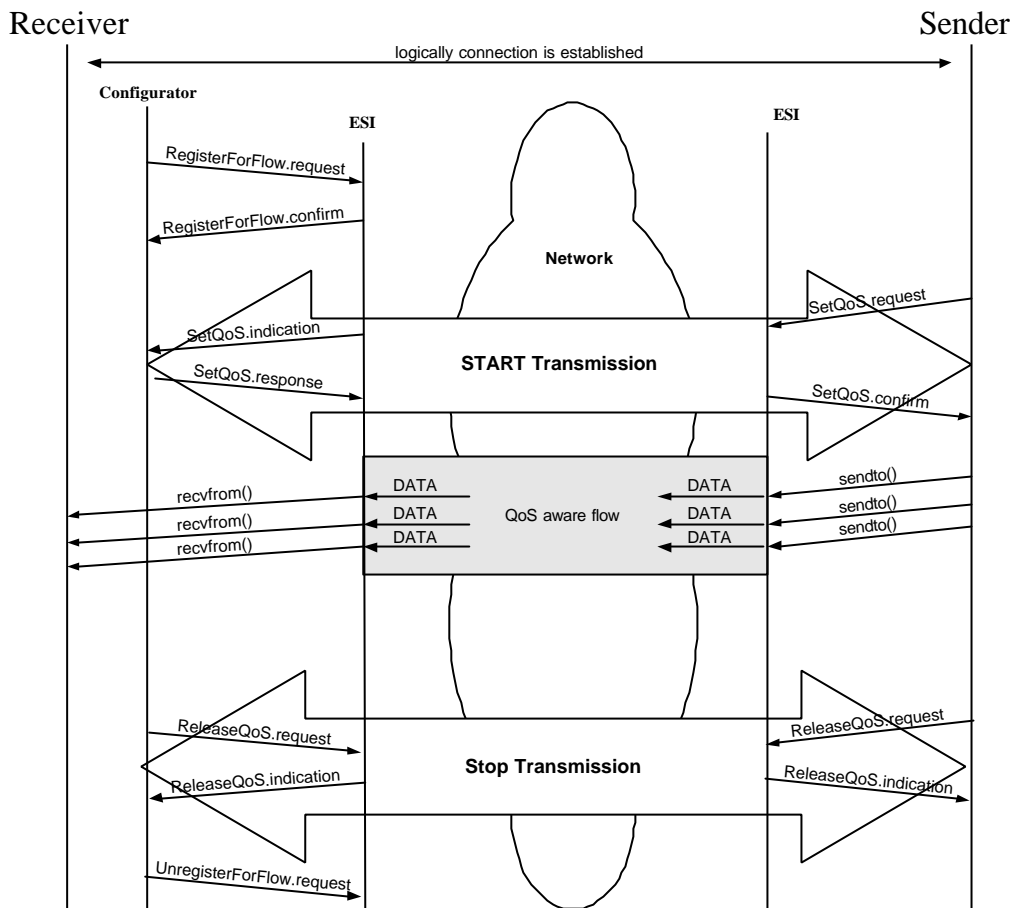 Receiver
Sender
logically connection is established
Configurator
ESI
ESI
RegisterForFlow.request
RegisterForFlow.confirm
Network
SetQoS.request
SetQoS.indication
START Transmission
SetQoS.response
SetQoS.confirm
sendto()
DATA
DATA
recvfrom()
sendto()
DATA
QoS aware flow
DATA
recvfrom()
sendto()
DATA
DATA
recvfrom()
ReleaseQoS.request
ReleaseQoS.request
Stop Transmission
ReleaseQoS.indication
ReleaseQoS.indication
UnregisterForFlow.request